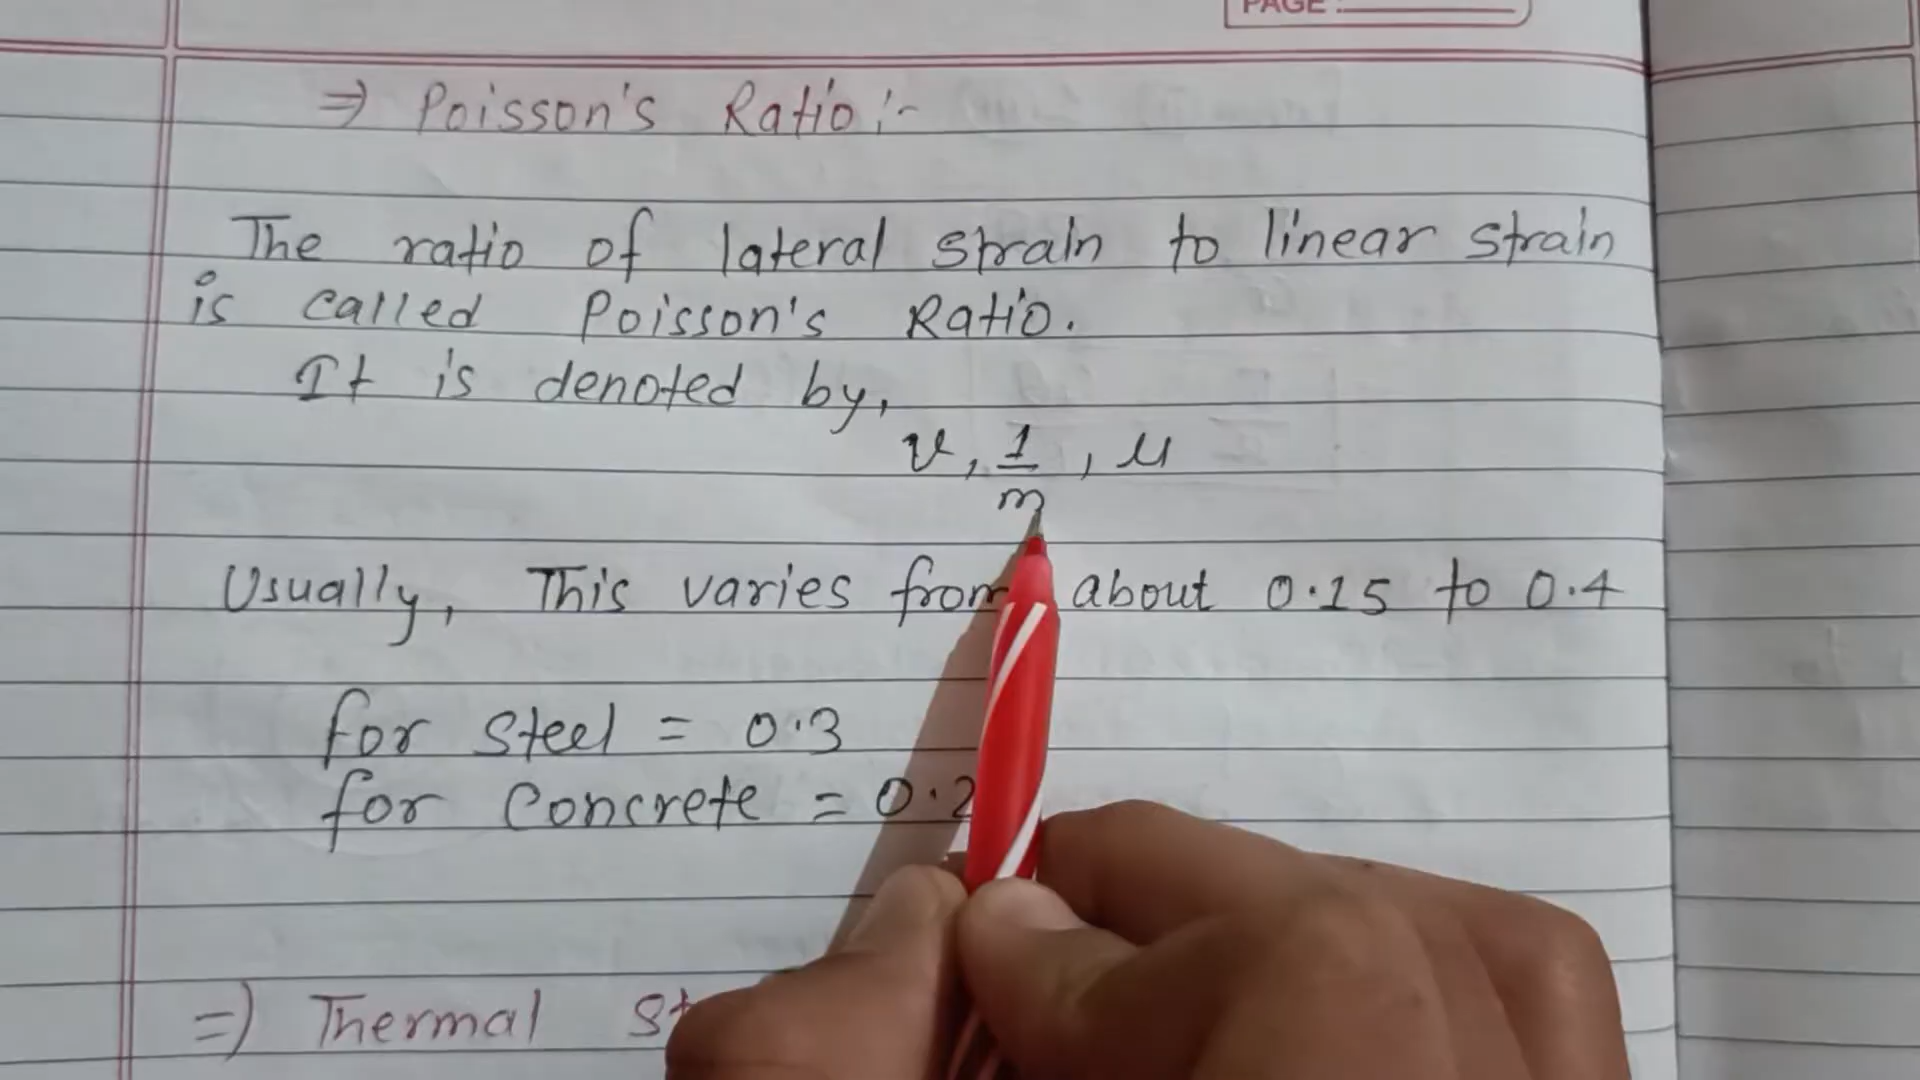 PAGE:
⇒ Poisson's Ratio :-
The ratio of lateral strain to linear strain
is called Poisson's Ratio.
It is denoted by,
ν, 1/m, μ
Usually, This varies from about 0.15 to 0.4
for steel = 0.3
for concrete = 0.2
⇒ Thermal